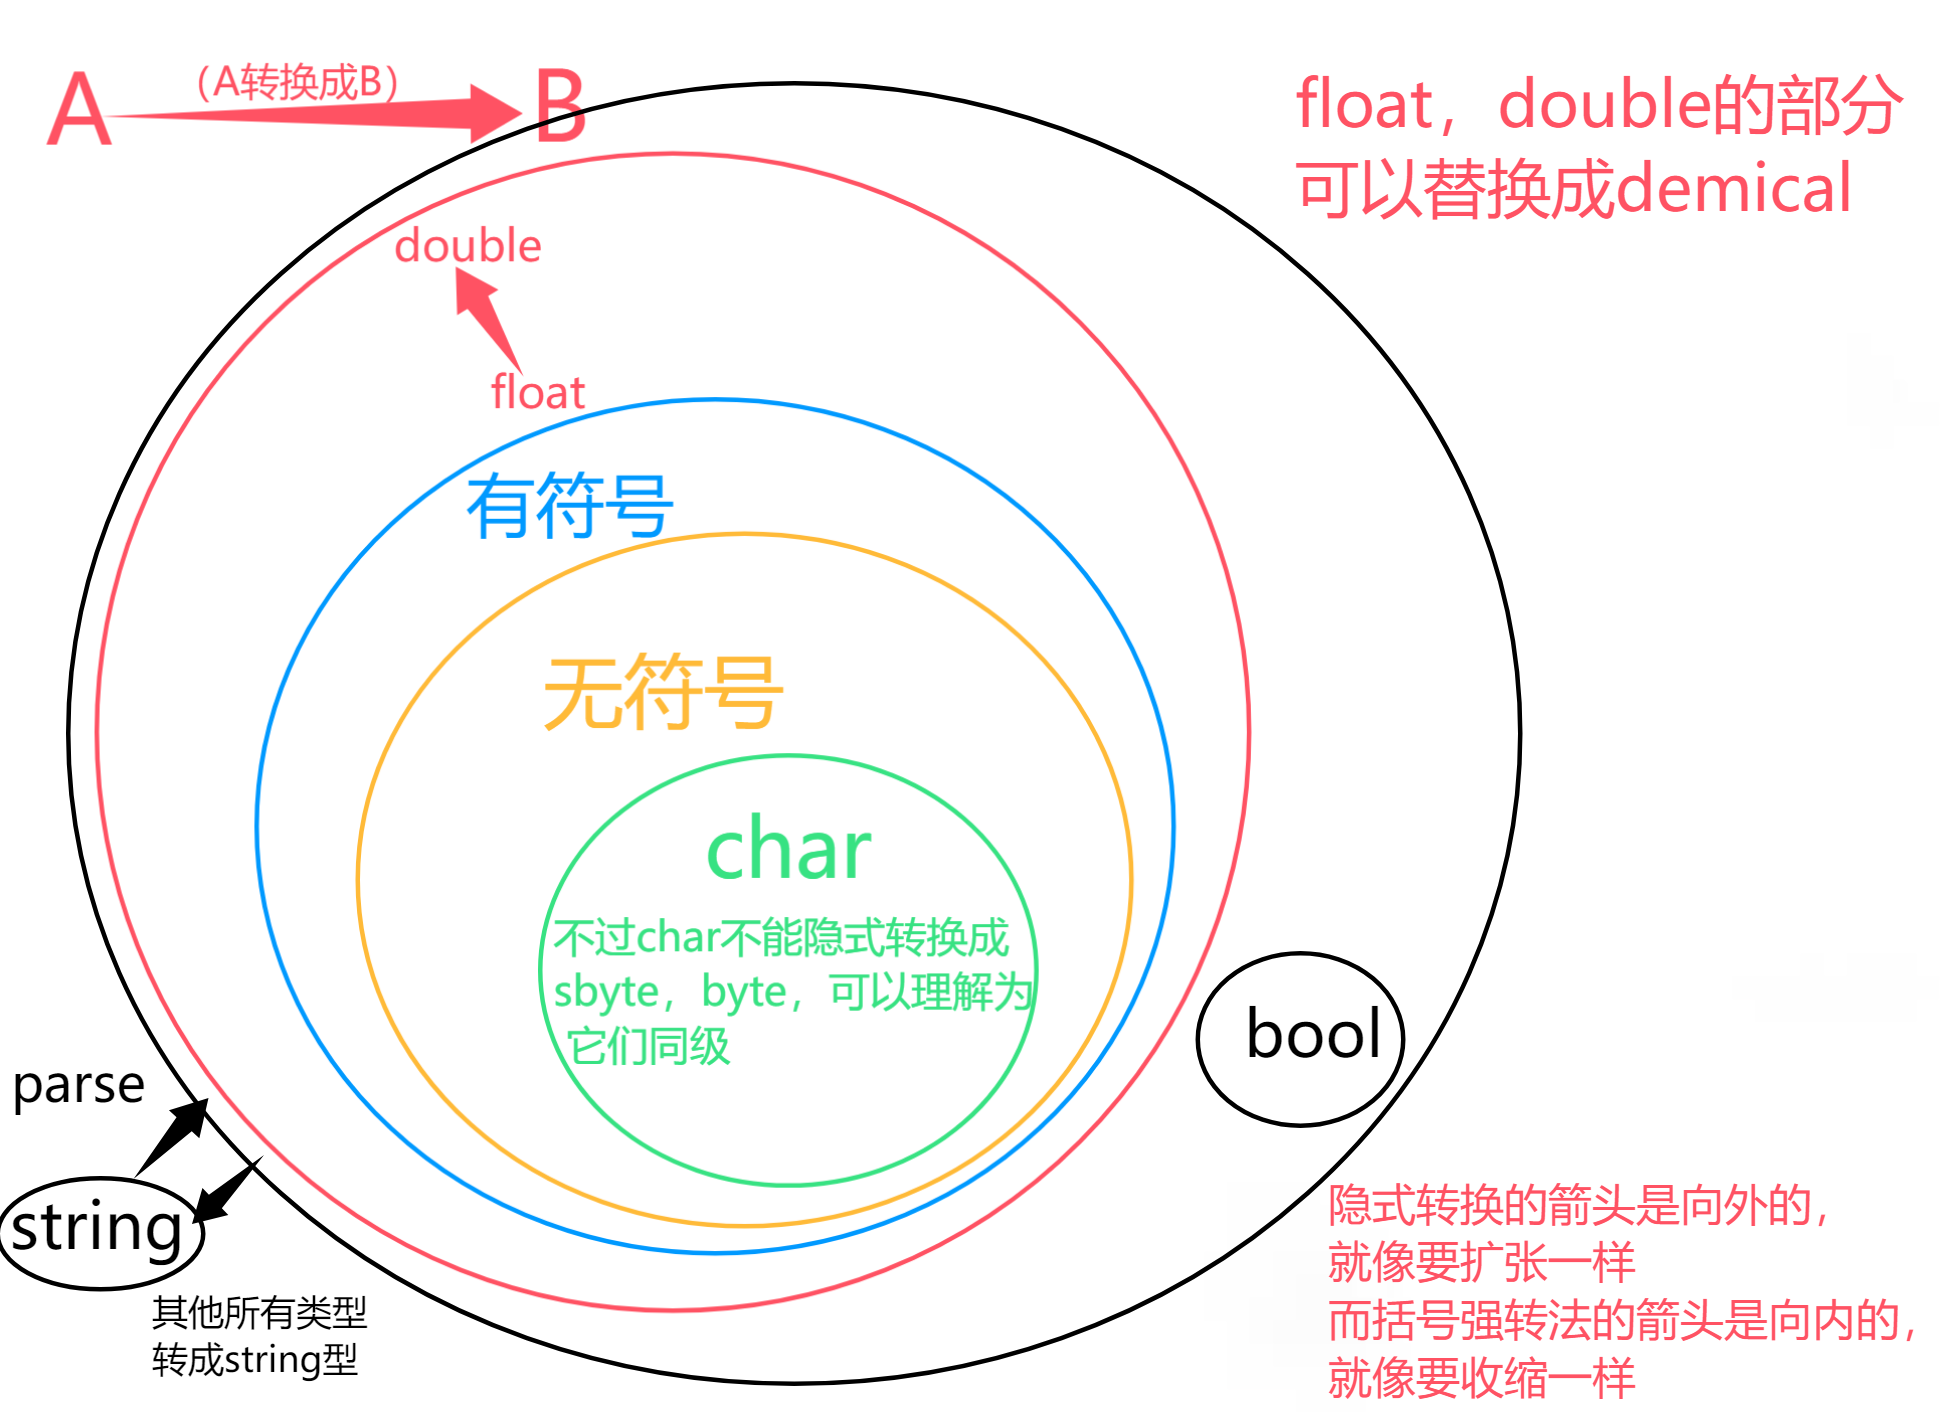 A
（A转换成B）
B
float，double的部分
可以替换成demical
double
float
有符号
无符号
char
不过char不能隐式转换成
sbyte，byte，可以理解为
它们同级
bool
parse
string
其他所有类型
转成string型
隐式转换的箭头是向外的，
就像要扩张一样
而括号强转法的箭头是向内的，
就像要收缩一样